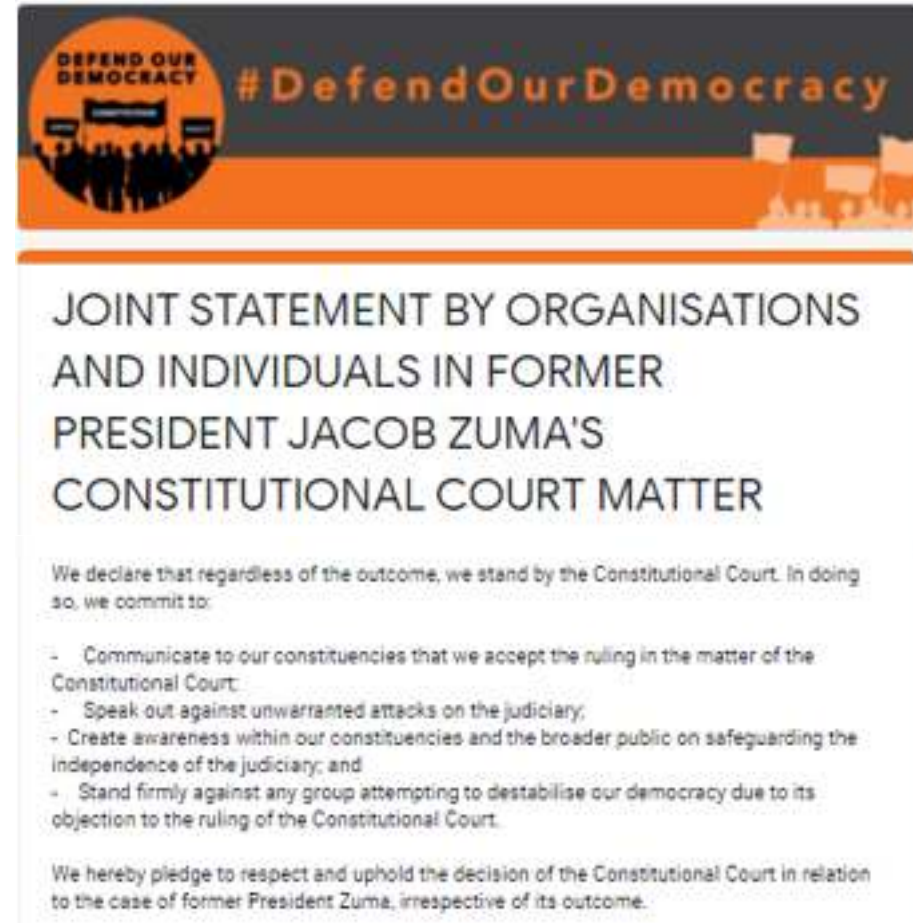 DEFEND OUR
DEMOCRACY
#DefendOurDemocracy
JOINT STATEMENT BY ORGANISATIONS
AND INDIVIDUALS IN FORMER
PRESIDENT JACOB ZUMA'S
CONSTITUTIONAL COURT MATTER
We declare that regardless of the outcome, we stand by the Constitutional Court. In doing
so, we commit to:
- Communicate to our constituencies that we accept the ruling in the matter of the
Constitutional Court;
- Speak out against unwarranted attacks on the judiciary;
- Create awareness within our constituencies and the broader public on safeguarding the
independence of the judiciary; and
- Stand firmly against any group attempting to destabilise our democracy due to its
objection to the ruling of the Constitutional Court.
We hereby pledge to respect and uphold the decision of the Constitutional Court in relation
to the case of former President Zuma, irrespective of its outcome.